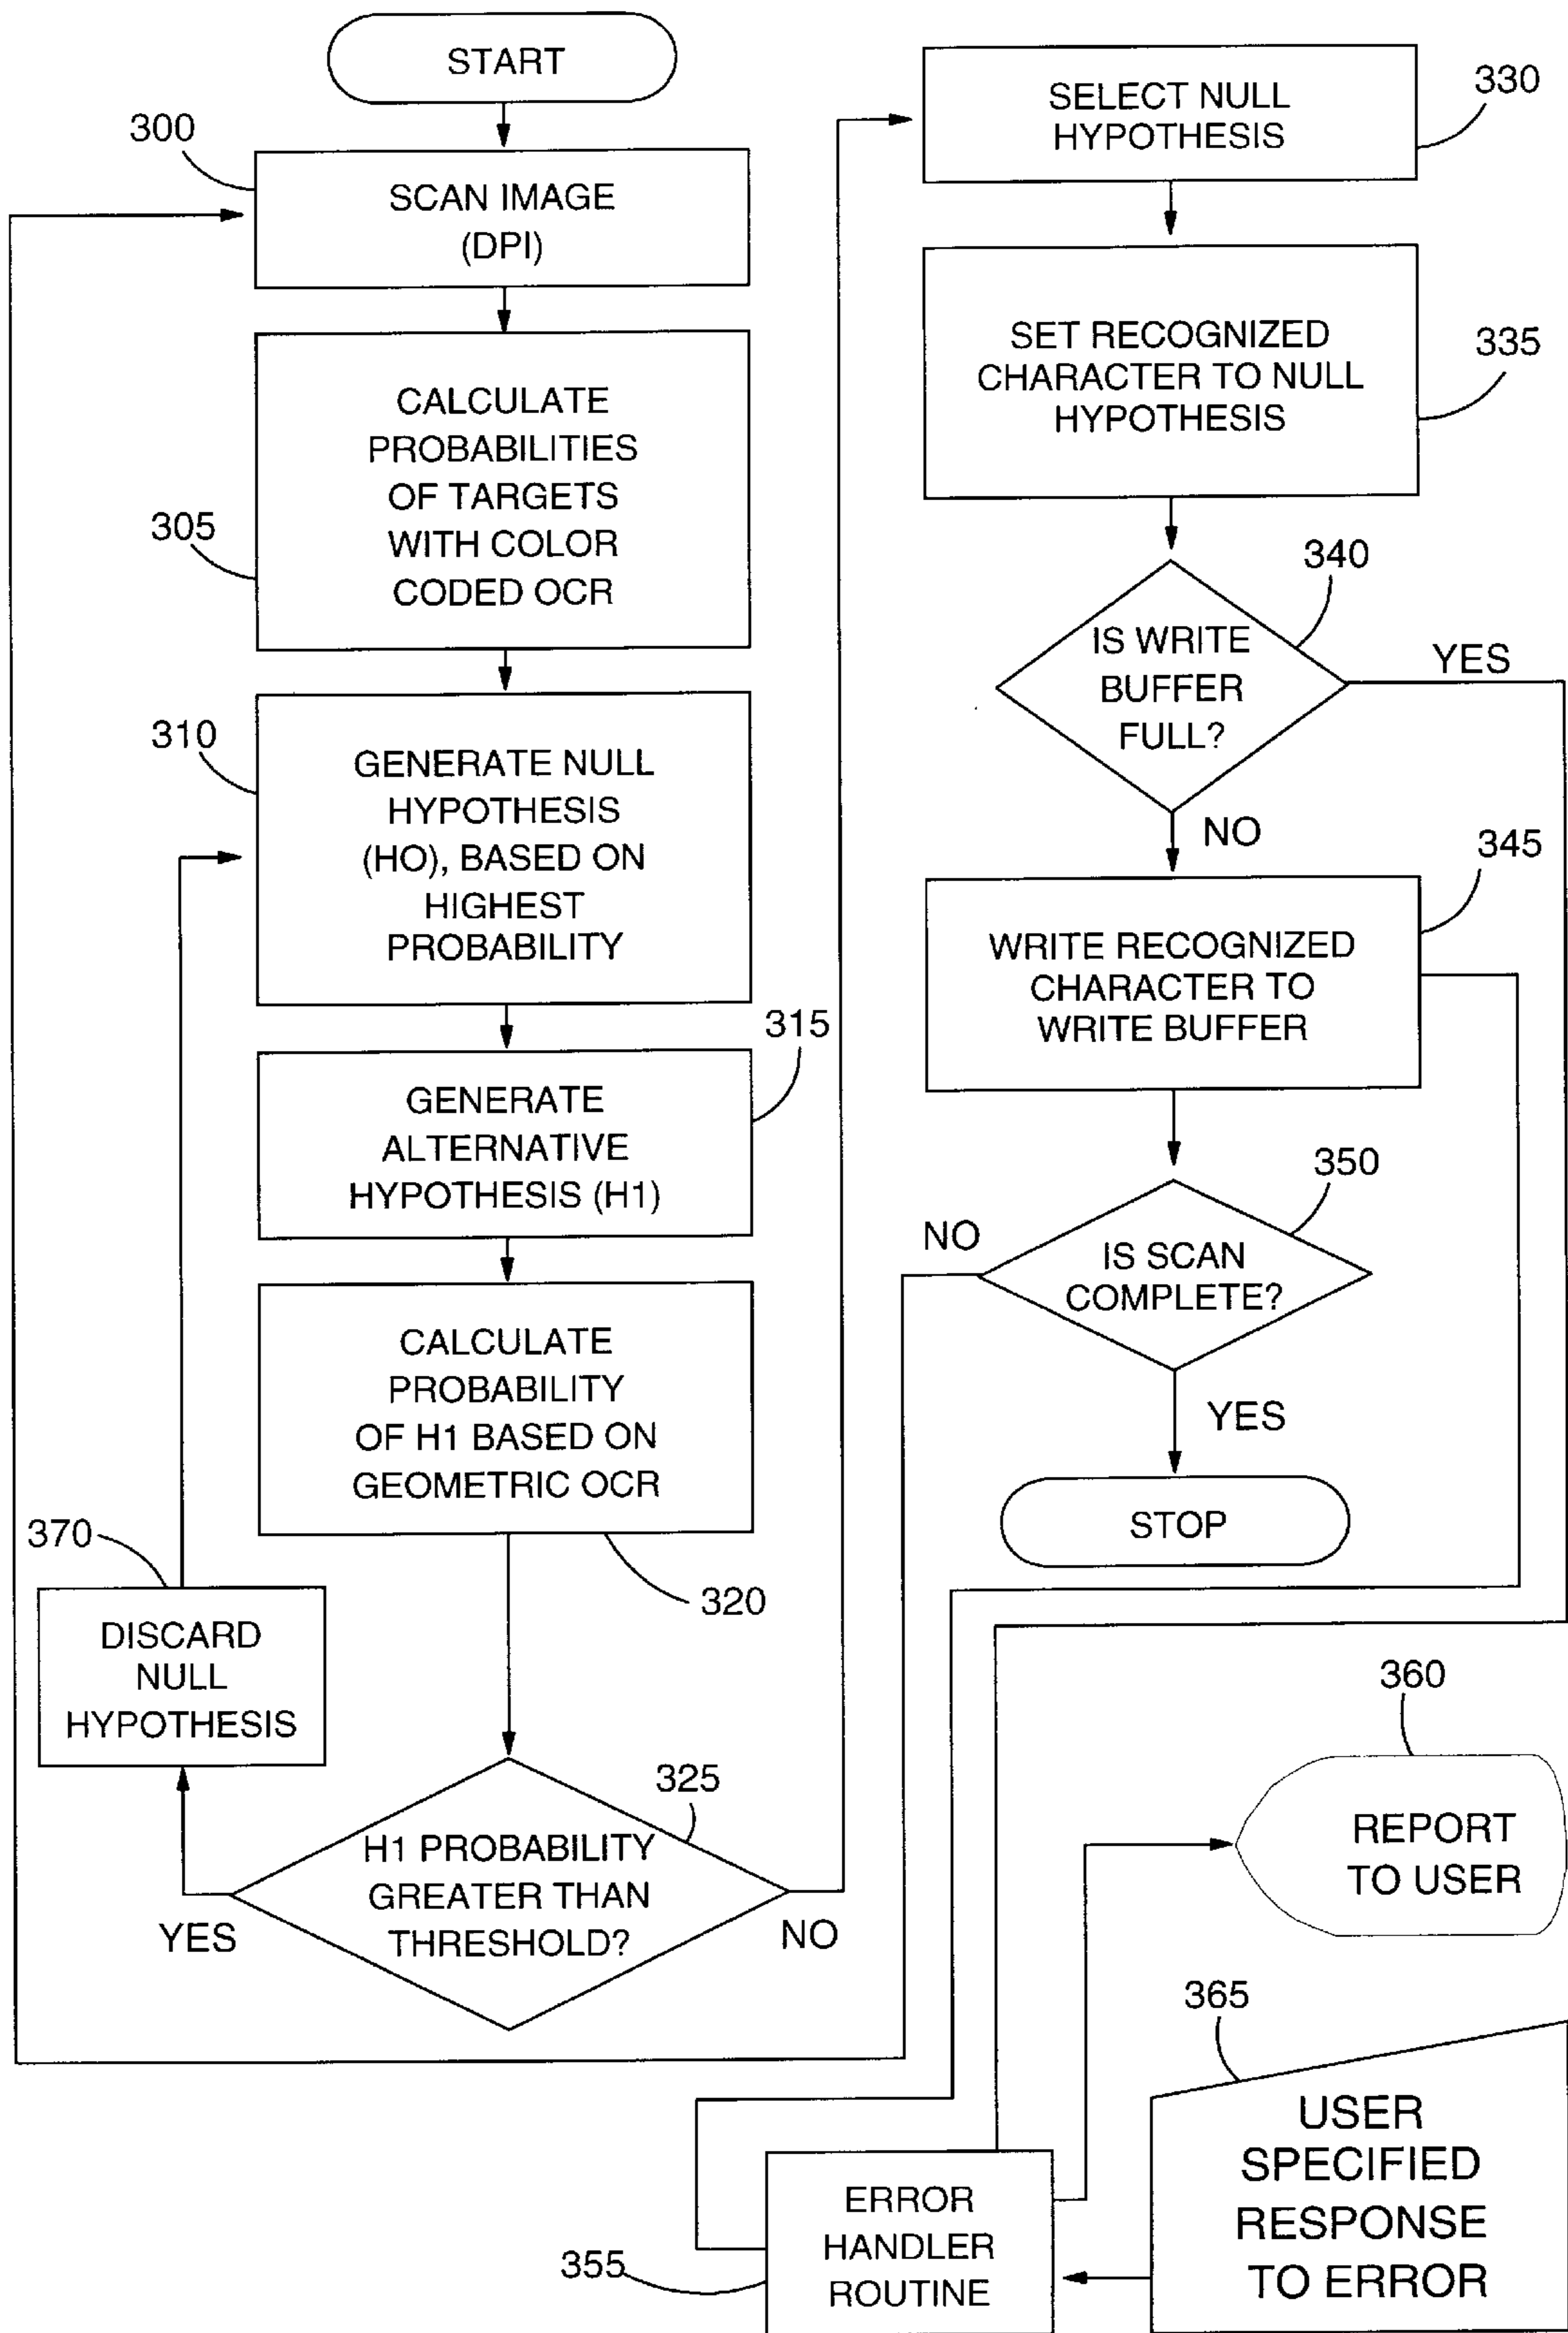 START
300
SCAN IMAGE
(DPI)
305
CALCULATE
PROBABILITIES
OF TARGETS
WITH COLOR
CODED OCR
310
GENERATE NULL
HYPOTHESIS
(HO), BASED ON
HIGHEST
PROBABILITY
315
GENERATE
ALTERNATIVE
HYPOTHESIS (H1)
CALCULATE
PROBABILITY
OF H1 BASED ON
GEOMETRIC OCR
320
370
DISCARD
NULL
HYPOTHESIS
325
H1 PROBABILITY
GREATER THAN
THRESHOLD?
YES
NO
330
SELECT NULL
HYPOTHESIS
335
SET RECOGNIZED
CHARACTER TO NULL
HYPOTHESIS
340
IS WRITE
BUFFER
FULL?
YES
NO
345
WRITE RECOGNIZED
CHARACTER TO
WRITE BUFFER
350
NO
IS SCAN
COMPLETE?
YES
STOP
360
REPORT
TO USER
365
USER
SPECIFIED
RESPONSE
TO ERROR
355
ERROR
HANDLER
ROUTINE